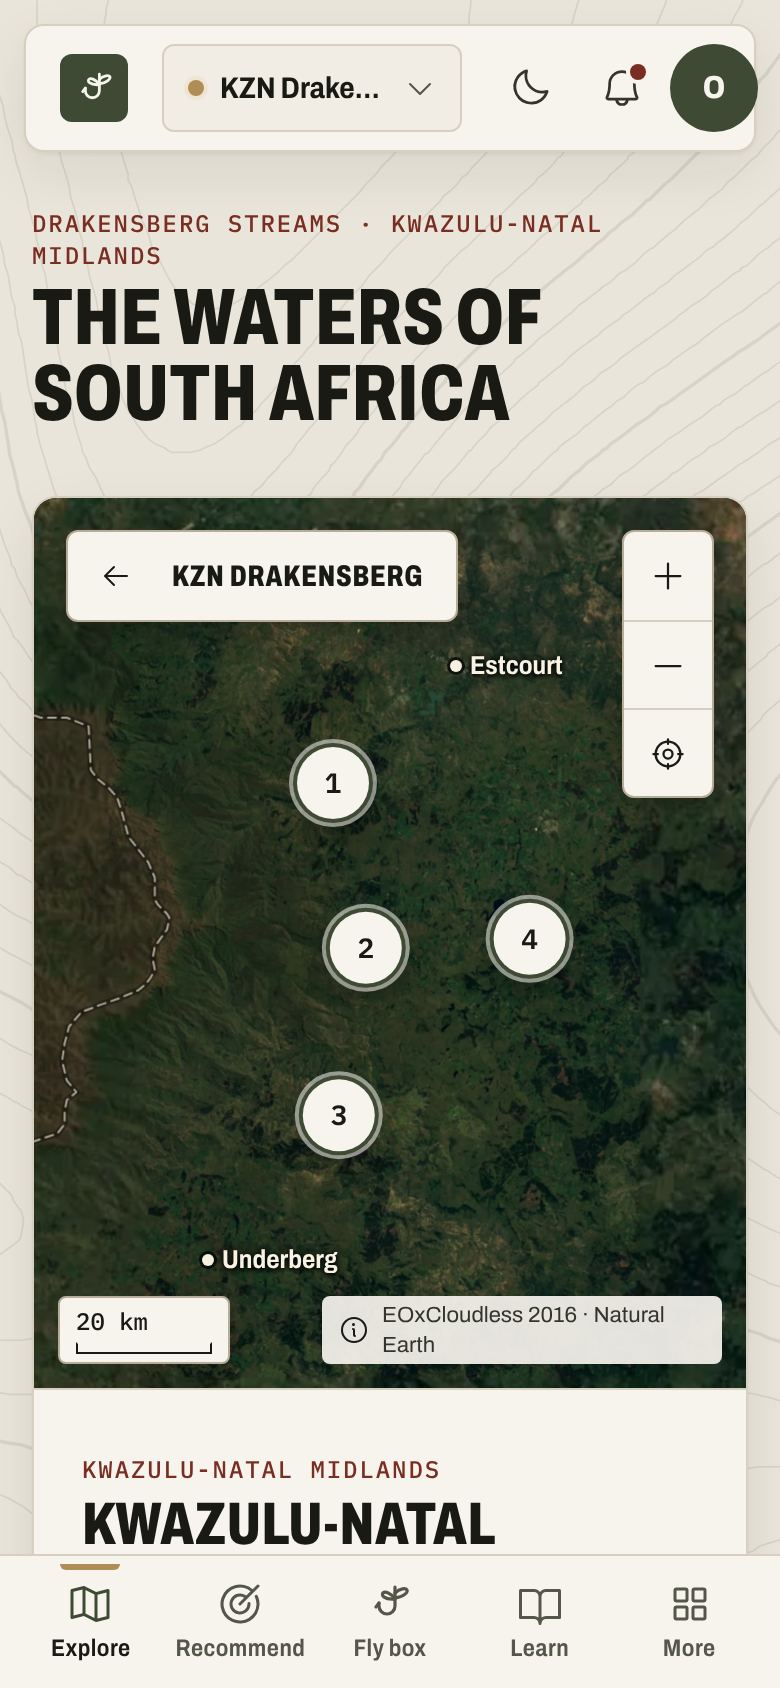 KZN Drake...
O
DRAKENSBERG STREAMS · KWAZULU-NATAL
MIDLANDS
THE WATERS OF
SOUTH AFRICA
KZN DRAKENSBERG
Estcourt
1
2
4
3
Underberg
20 km
EOxCloudless 2016 · Natural
Earth
KWAZULU-NATAL MIDLANDS
KWAZULU-NATAL
Explore
Recommend
Fly box
Learn
More